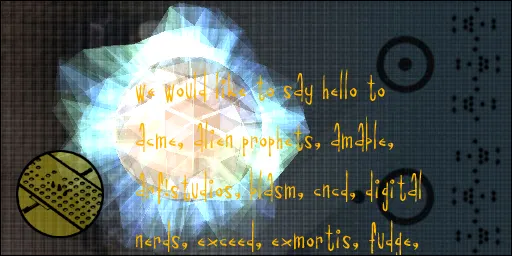 we would like to say hello to
acme, alien prophets, amable,
artstudios, blasm, cncd, digital
nerds, exceed, exmortis, fudge,